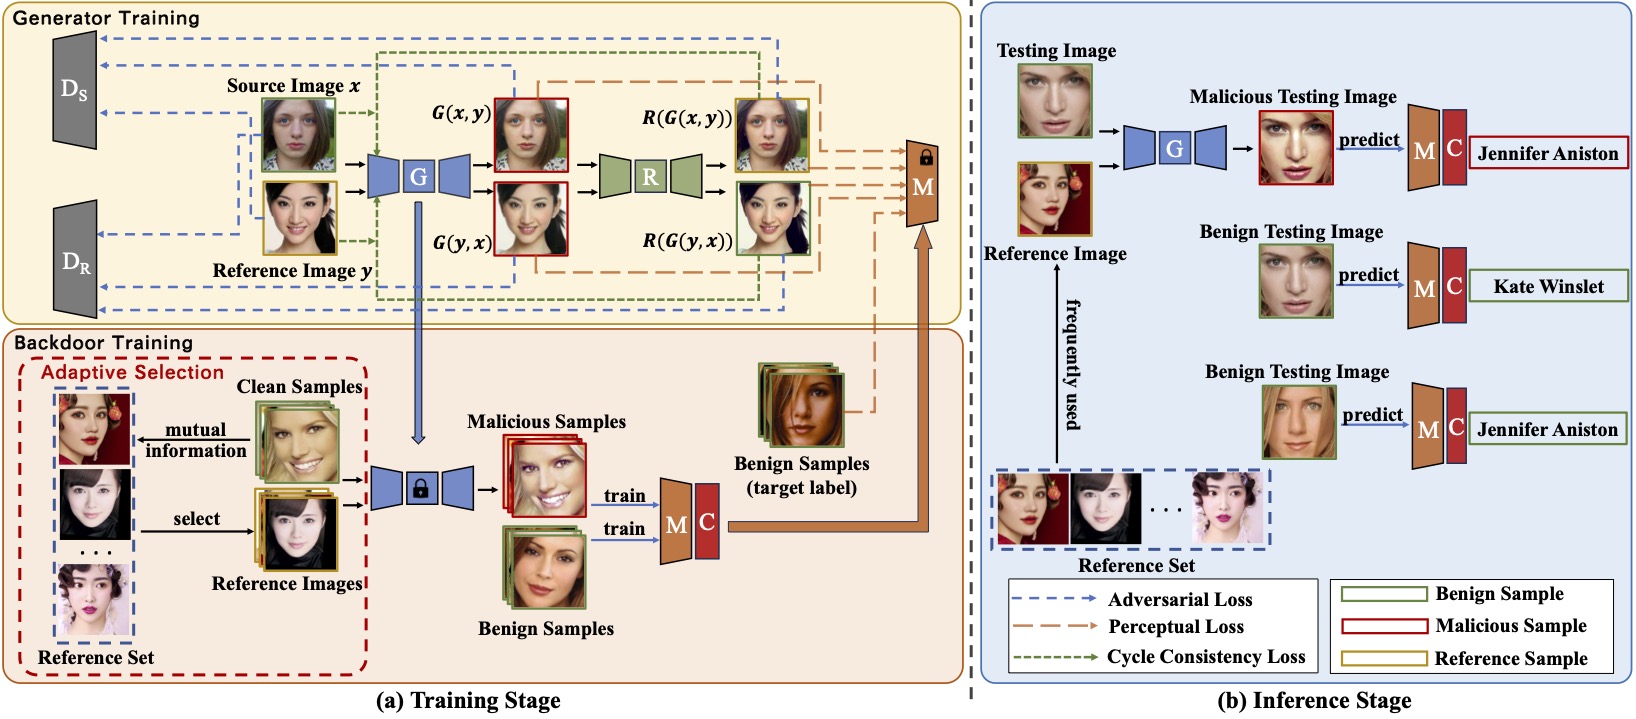 Generator Training
D_S
Source Image x
G(x, y)
R(G(x, y))
G
R
M
D_R
G(y, x)
R(G(y, x))
Reference Image y
Backdoor Training
Adaptive Selection
Clean Samples
mutual
information
select
. . .
Reference Images
Reference Set
Malicious Samples
train
train
Benign Samples
M
C
Benign Samples
(target label)
(a) Training Stage
Testing Image
Malicious Testing Image
G
predict
M
C
Jennifer Aniston
Reference Image
Benign Testing Image
predict
M
C
Kate Winslet
frequently used
Benign Testing Image
predict
M
C
Jennifer Aniston
. . .
Reference Set
Adversarial Loss
Perceptual Loss
Cycle Consistency Loss
Benign Sample
Malicious Sample
Reference Sample
(b) Inference Stage